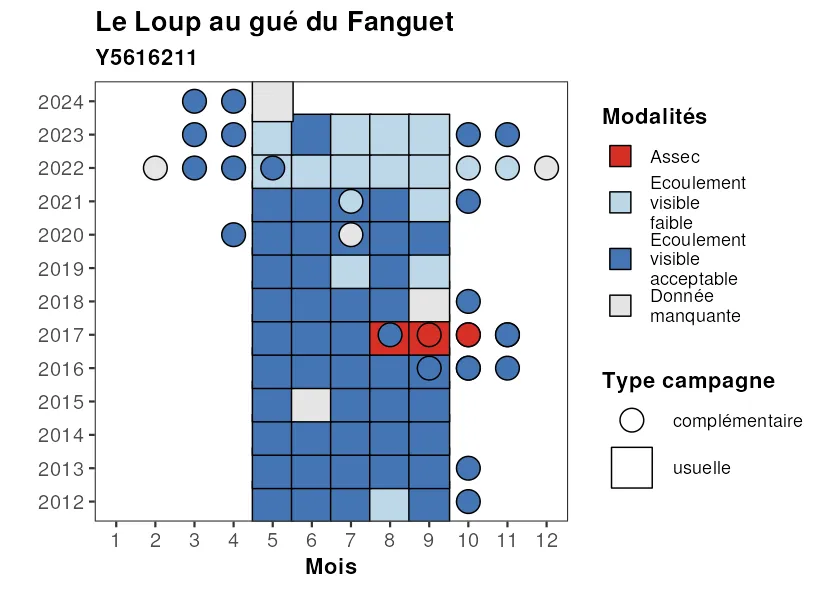 Le Loup au gué du Fanguet
Y5616211
2024
2023
2022
2021
2020
2019
2018
2017
2016
2015
2014
2013
2012
1 2 3 4 5 6 7 8 9 10 11 12
Mois
Modalités
Assec
Ecoulement
visible
faible
Ecoulement
visible
acceptable
Donnée
manquante
Type campagne
complémentaire
usuelle